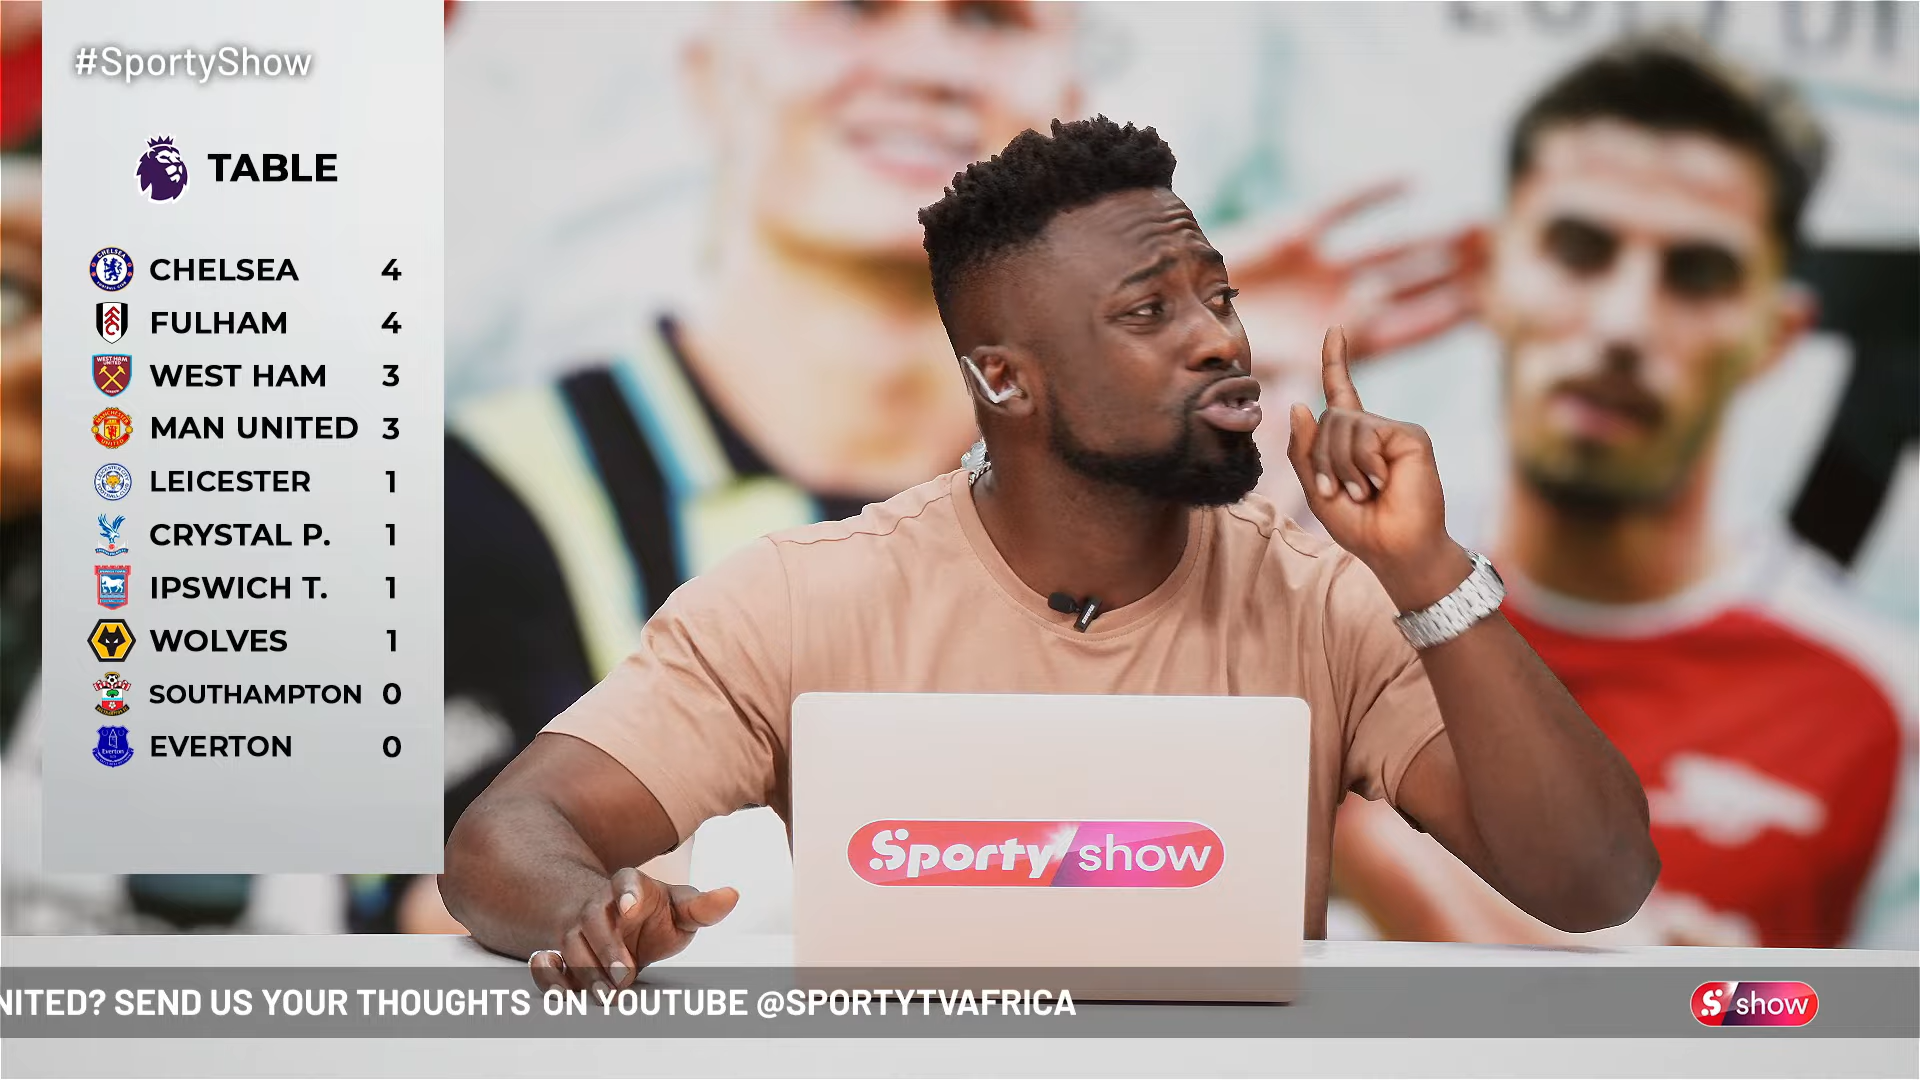 #SportyShow
TABLE
CHELSEA 4
FULHAM 4
WEST HAM 3
MAN UNITED 3
LEICESTER 1
CRYSTAL P. 1
IPSWICH T. 1
WOLVES 1
SOUTHAMPTON 0
EVERTON 0
Sporty show
NITED? SEND US YOUR THOUGHTS ON YOUTUBE @SPORTYTVAFRICA
S show